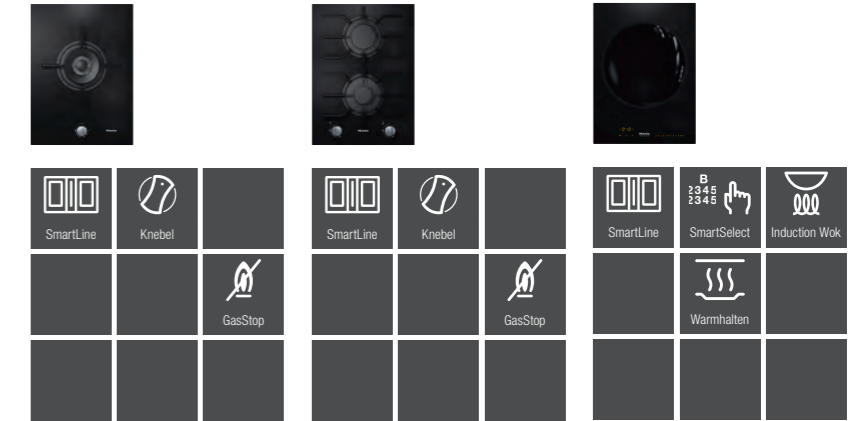 SmartLine
Knebel
GasStop
SmartLine
Knebel
GasStop
B
2345
2345
SmartLine
SmartSelect
Induction Wok
Warmhalten